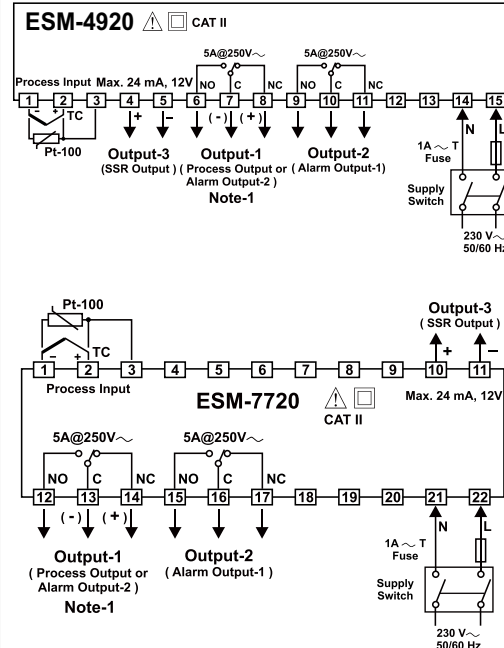 ESM-4920 CAT II
5A@250V～ 5A@250V～
Process Input Max. 24 mA, 12V NO C NC NO C NC
1 2 3 4 5 6 7 8 9 10 11 12 13 14 15
− + TC + − (-) (+) N L
Pt-100
1A ～ T
Fuse
Output-3 Output-1 Output-2
(SSR Output) ( Process Output or ( Alarm Output-1)
Alarm Output-2 )
Note-1
Supply
Switch
230 V～
50/60 Hz
Pt-100
Output-3
( SSR Output )
− + TC + −
1 2 3 4 5 6 7 8 9 10 11
Process Input
Max. 24 mA, 12V
ESM-7720
CAT II
5A@250V～ 5A@250V～
NO C NC NO C NC
12 13 14 15 16 17 18 19 20 21 22
(-) (+) N L
1A ～ T
Fuse
Output-1 Output-2
( Process Output or ( Alarm Output-1 )
Alarm Output-2 )
Note-1
Supply
Switch
230 V～
50/60 Hz